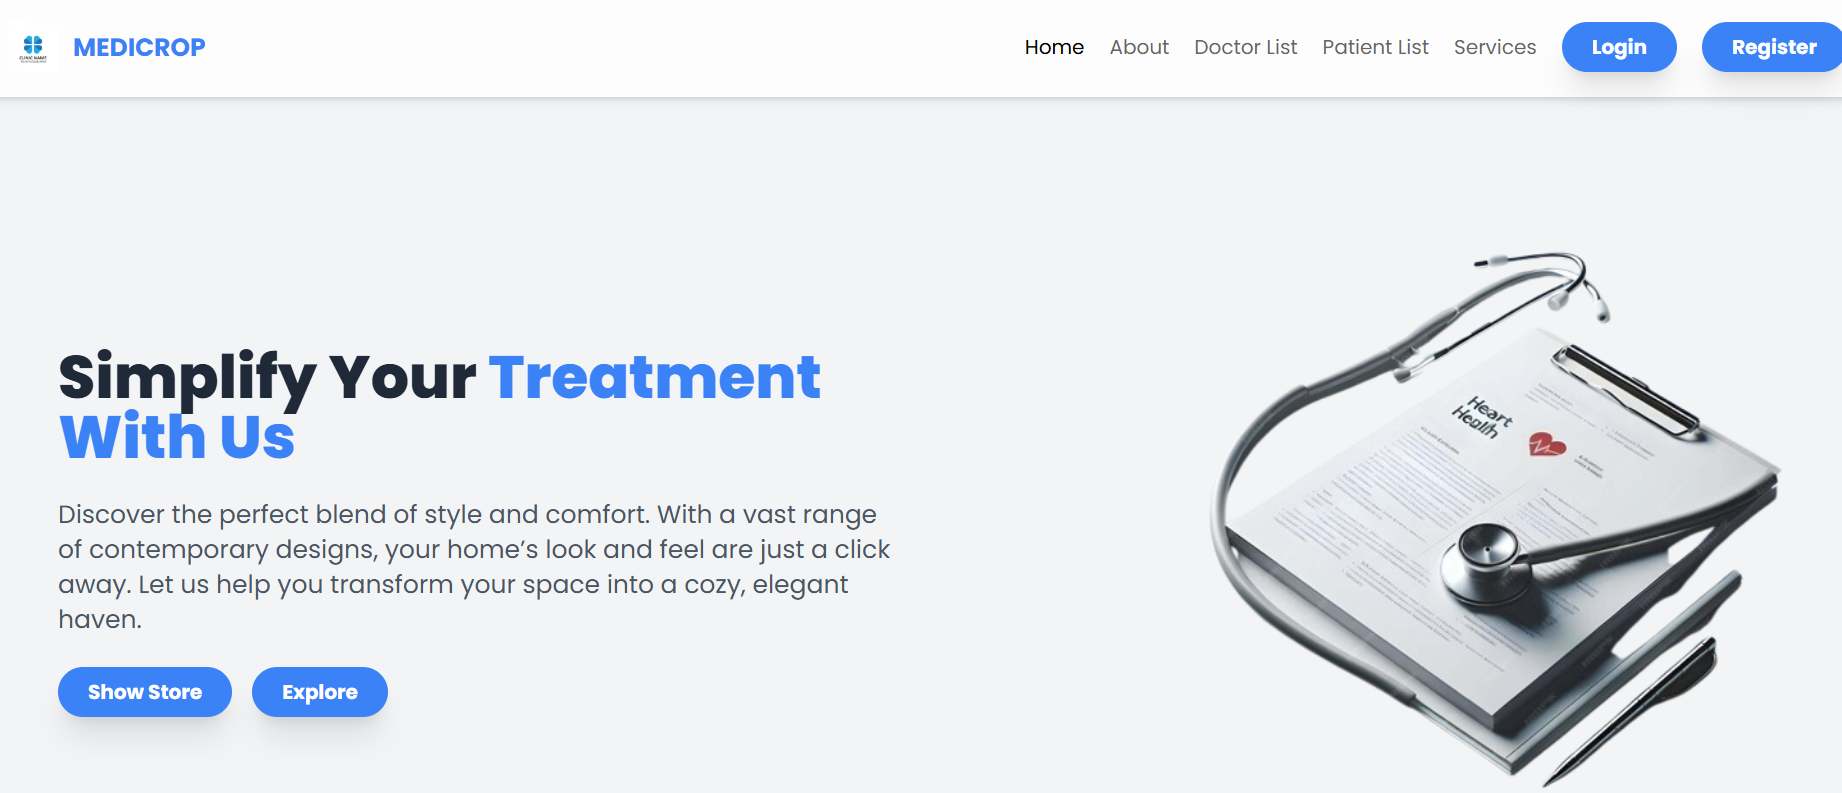 CLINIC NAME
MEDICROP
Home About Doctor List Patient List Services Login Register
Simplify Your Treatment
With Us
Discover the perfect blend of style and comfort. With a vast range
of contemporary designs, your home’s look and feel are just a click
away. Let us help you transform your space into a cozy, elegant
haven.
Show Store Explore
Heart
Health